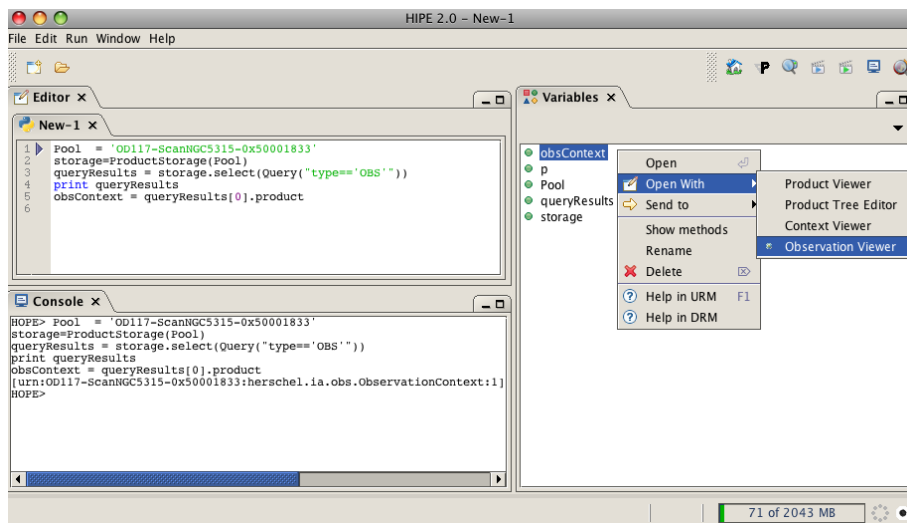 HIPE 2.0 - New-1
File Edit Run Window Help
Editor
New-1
1 Pool = 'OD117-ScanNGC5315-0x50001833'
2 storage=ProductStorage(Pool)
3 queryResults = storage.select(Query("type=='OBS'"))
4 print queryResults
5 obsContext = queryResults[0].product
6
Console
HOPE> Pool = 'OD117-ScanNGC5315-0x50001833'
storage=ProductStorage(Pool)
queryResults = storage.select(Query("type=='OBS'"))
print queryResults
obsContext = queryResults[0].product
[urn:OD117-ScanNGC5315-0x50001833:herschel.ia.obs.ObservationContext:1]
HOPE>
P
Variables
obsContext
p
Pool
queryResults
storage
Open
Open With
Send to
Show methods
Rename
Delete
Help in URM F1
Help in DRM
Product Viewer
Product Tree Editor
Context Viewer
Observation Viewer
71 of 2043 MB